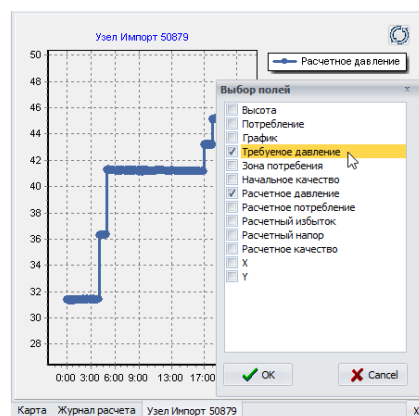 Узел Импорт 50879
Расчетное давление
50
48
46
44
42
40
38
36
34
32
30
28
0:00 3:00 6:00 9:00 13:00 17:00
Выбор полей x
Высота
Потребление
График
Требуемое давление
Зона потребения
Начальное качество
Расчетное давление
Расчетное потребление
Расчетный избыток
Расчетный напор
Расчетное качество
X
Y
OK Cancel
Карта Журнал расчета Узел Импорт 50879 X